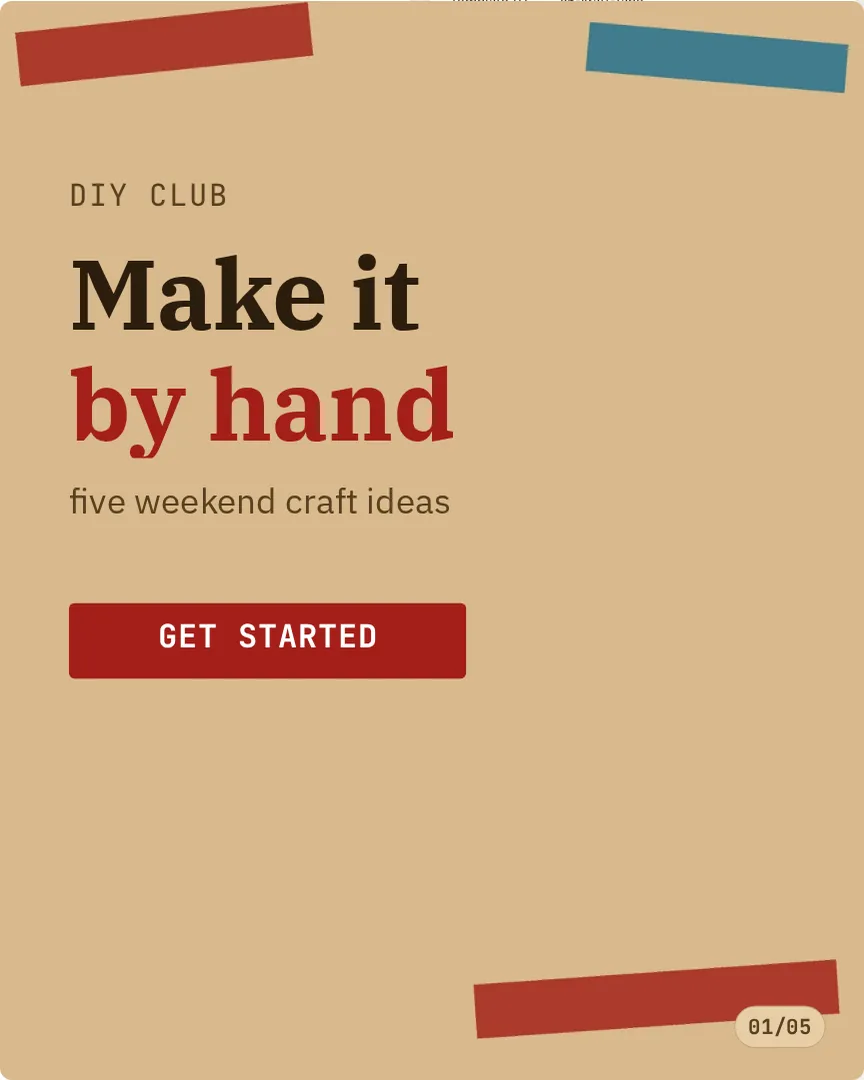 DIY CLUB
Make it
by hand
five weekend craft ideas
GET STARTED
01/05